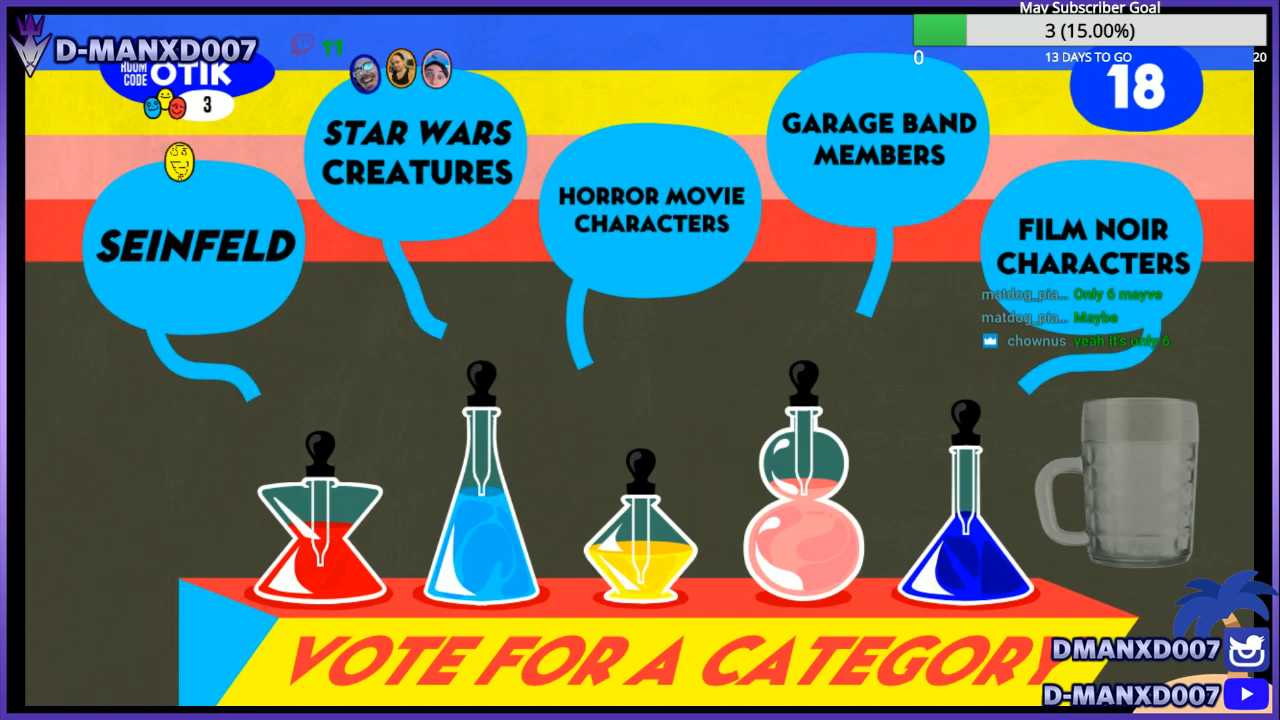 May Subscriber Goal
3 (15.00%)
0
13 DAYS TO GO
20
D-MANXD007
11
ROOM
CODE
OTIK
3
18
SEINFELD
STAR WARS
CREATURES
HORROR MOVIE
CHARACTERS
GARAGE BAND
MEMBERS
FILM NOIR
CHARACTERS
matdog_pia... Only 6 mayve
matdog_pia... Maybe
chownus yeah it's only 6
VOTE FOR A CATEGORY
DMANXD007
D-MANXD007